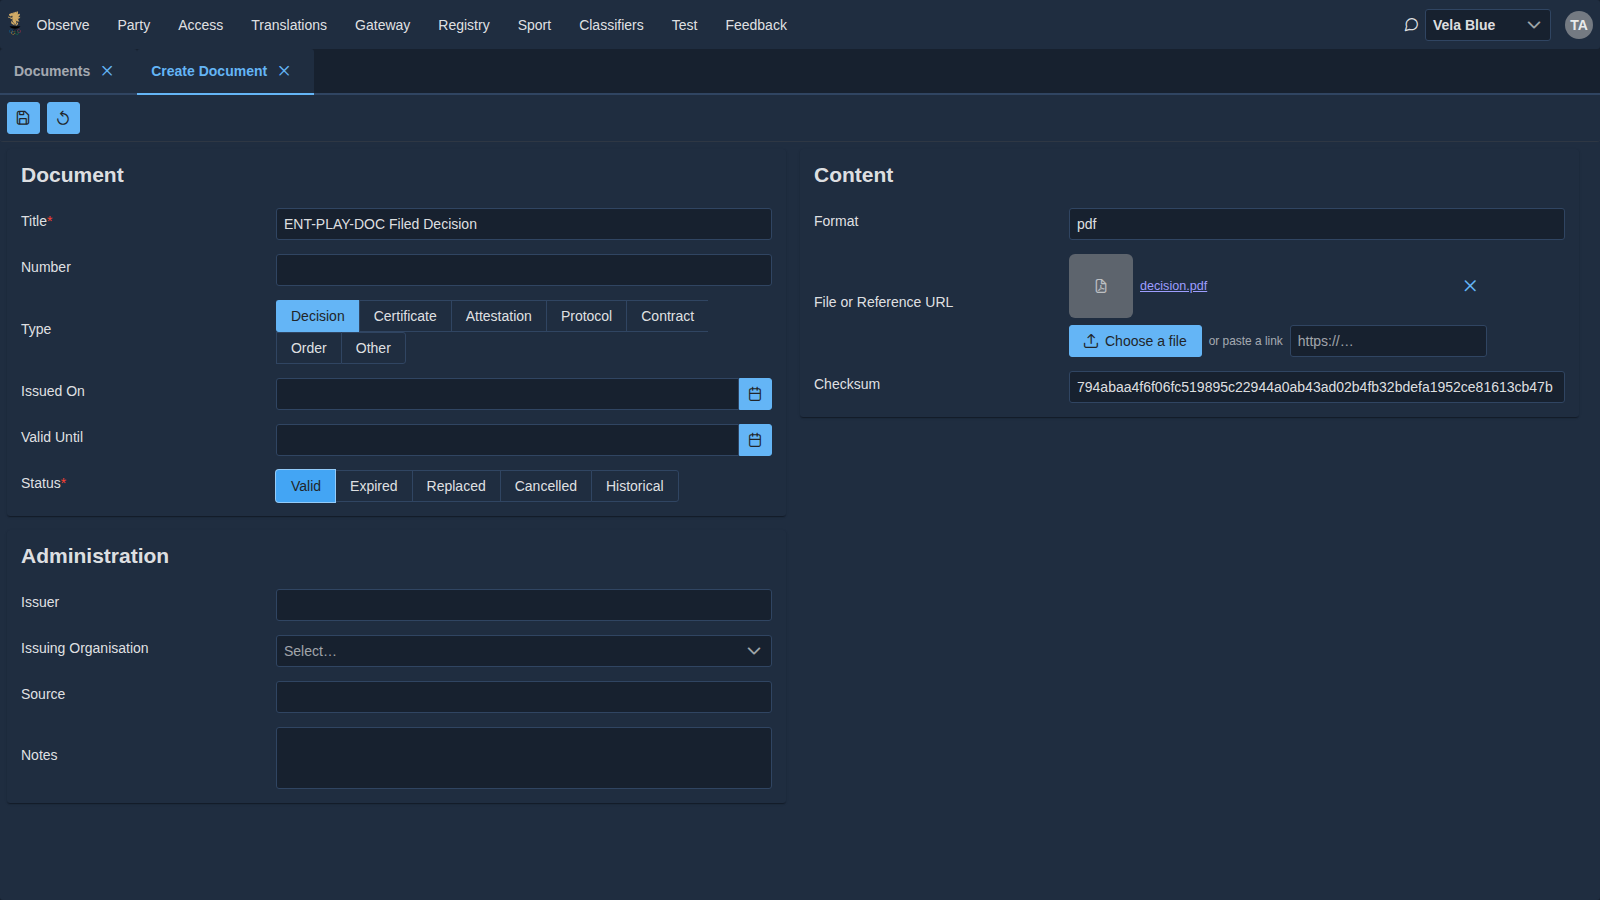 Observe Party Access Translations Gateway Registry Sport Classifiers Test Feedback Vela Blue TA
Documents Create Document
Document
Title*
ENT-PLAY-DOC Filed Decision
Number
Type
Decision Certificate Attestation Protocol Contract
Order Other
Issued On
Valid Until
Status*
Valid Expired Replaced Cancelled Historical
Administration
Issuer
Issuing Organisation
Select…
Source
Notes
Content
Format
pdf
File or Reference URL
decision.pdf
Choose a file or paste a link https://…
Checksum
794abaa4f6f06fc519895c22944a0ab43ad02b4fb32bdefa1952ce81613cb47b